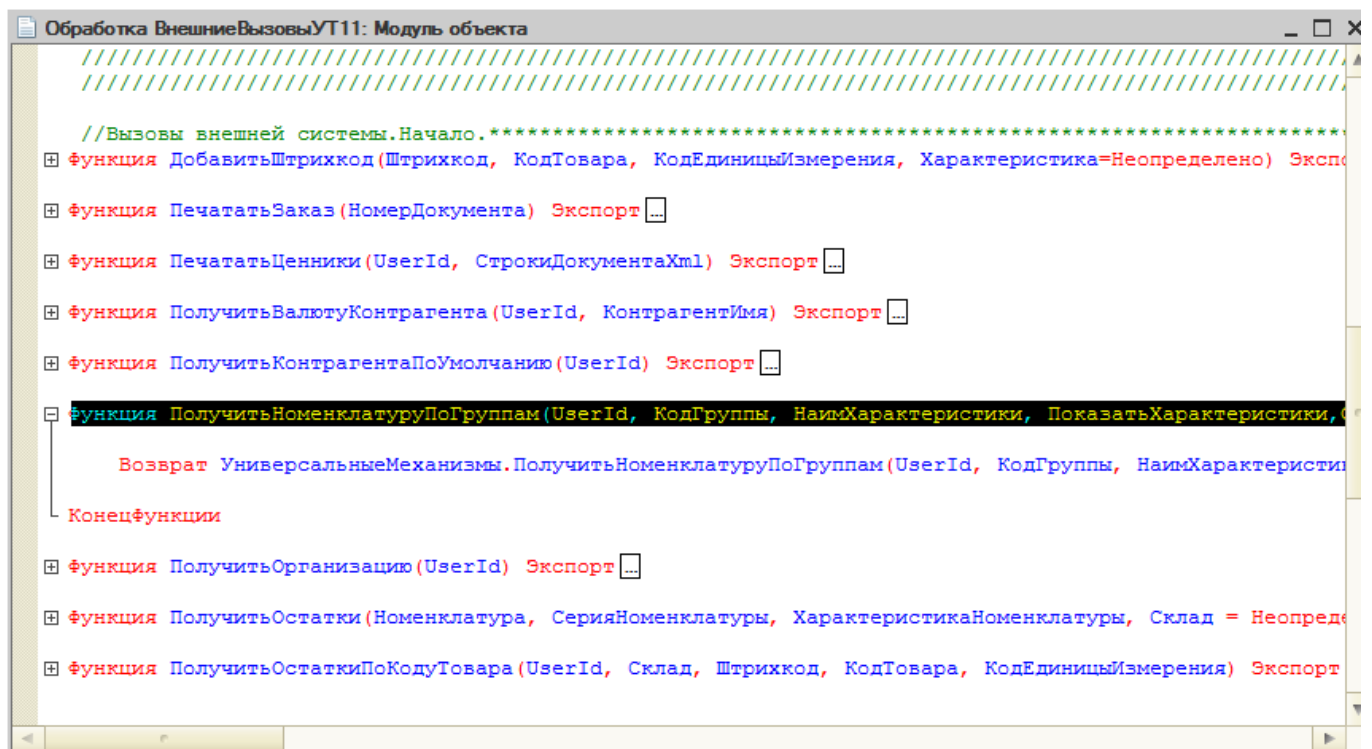 Обработка ВнешниеВызовыУТ11: Модуль объекта
////////////////////////////////////////////////////////////////////////////////////////////////////
////////////////////////////////////////////////////////////////////////////////////////////////////
//Вызовы внешней системы.Начало.********************************************************************
Функция ДобавитьШтрихкод(Штрихкод, КодТовара, КодЕдиницыИзмерения, Характеристика=Неопределено) Экспо
Функция ПечататьЗаказ(НомерДокумента) Экспорт...
Функция ПечататьЦенники(UserId, СтрокиДокументаXml) Экспорт...
Функция ПолучитьВалютуКонтрагента(UserId, КонтрагентИмя) Экспорт...
Функция ПолучитьКонтрагентаПоУмолчанию(UserId) Экспорт...
Функция ПолучитьНоменклатуруПоГруппам(UserId, КодГруппы, НаимХарактеристики, ПоказатьХарактеристики,
Возврат УниверсальныеМеханизмы.ПолучитьНоменклатуруПоГруппам(UserId, КодГруппы, НаимХарактеристик
КонецФункции
Функция ПолучитьОрганизацию(UserId) Экспорт...
Функция ПолучитьОстатки(Номенклатура, СерияНоменклатуры, ХарактеристикаНоменклатуры, Склад = Неопреде
Функция ПолучитьОстаткиПоКодуТовара(UserId, Склад, Штрихкод, КодТовара, КодЕдиницыИзмерения) Экспорт